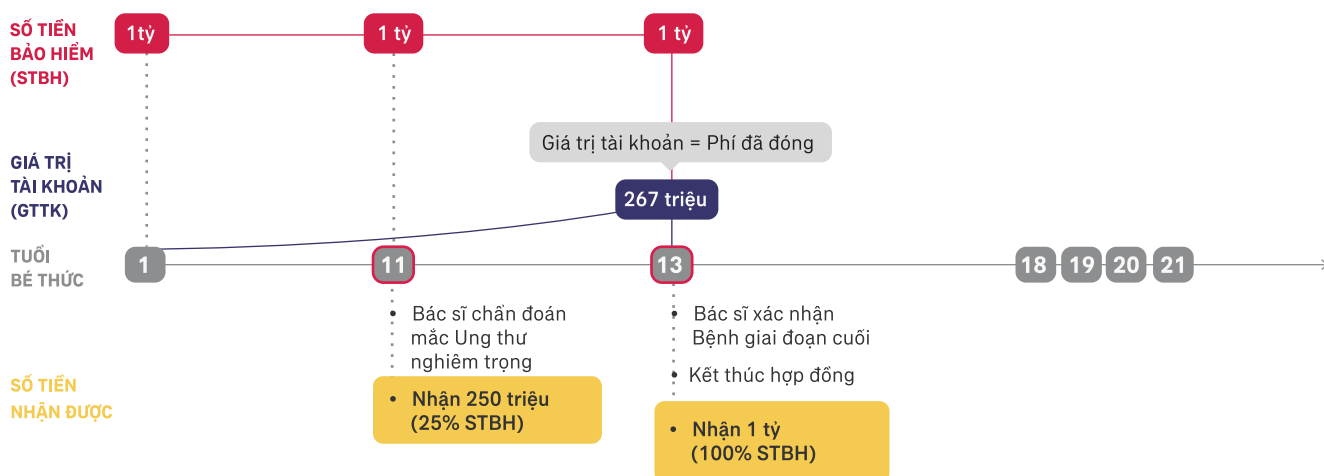 SỐ TIỀN
BẢO HIỂM
(STBH)
1tỷ
1 tỷ
1 tỷ
Giá trị tài khoản = Phí đã đóng
GIÁ TRỊ
TÀI KHOẢN
(GTTK)
267 triệu
TUỔI
BÉ THỨC
1
11
13
18
19
20
21
• Bác sĩ chẩn đoán
mắc Ung thư
nghiêm trọng
• Bác sĩ xác nhận
Bệnh giai đoạn cuối
• Kết thúc hợp đồng
SỐ TIỀN
NHẬN ĐƯỢC
• Nhận 250 triệu
(25% STBH)
• Nhận 1 tỷ
(100% STBH)